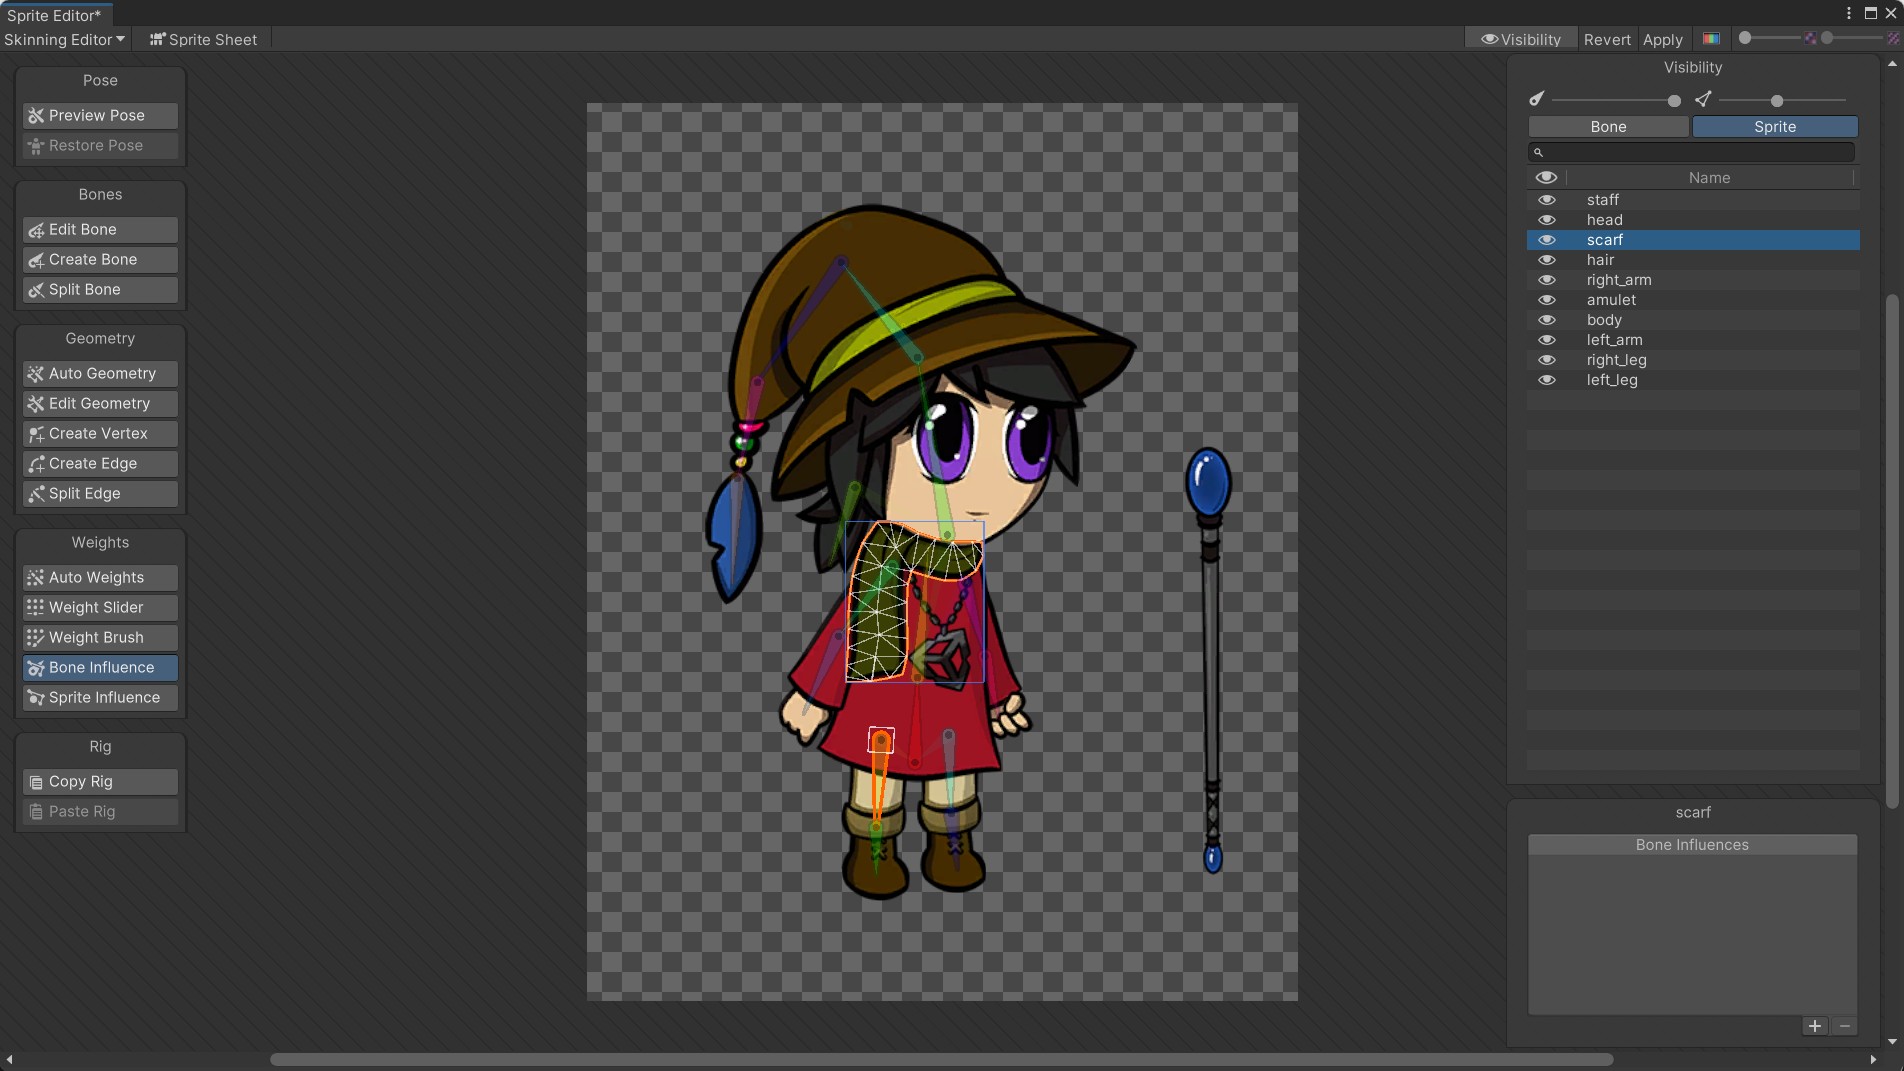 Sprite Editor*
Skinning Editor Sprite Sheet Visibility Revert Apply
Pose
Preview Pose
Restore Pose
Bones
Edit Bone
Create Bone
Split Bone
Geometry
Auto Geometry
Edit Geometry
Create Vertex
Create Edge
Split Edge
Weights
Auto Weights
Weight Slider
Weight Brush
Bone Influence
Sprite Influence
Rig
Copy Rig
Paste Rig
Visibility
Bone Sprite
Name
staff
head
scarf
hair
right_arm
amulet
body
left_arm
right_leg
left_leg
scarf
Bone Influences